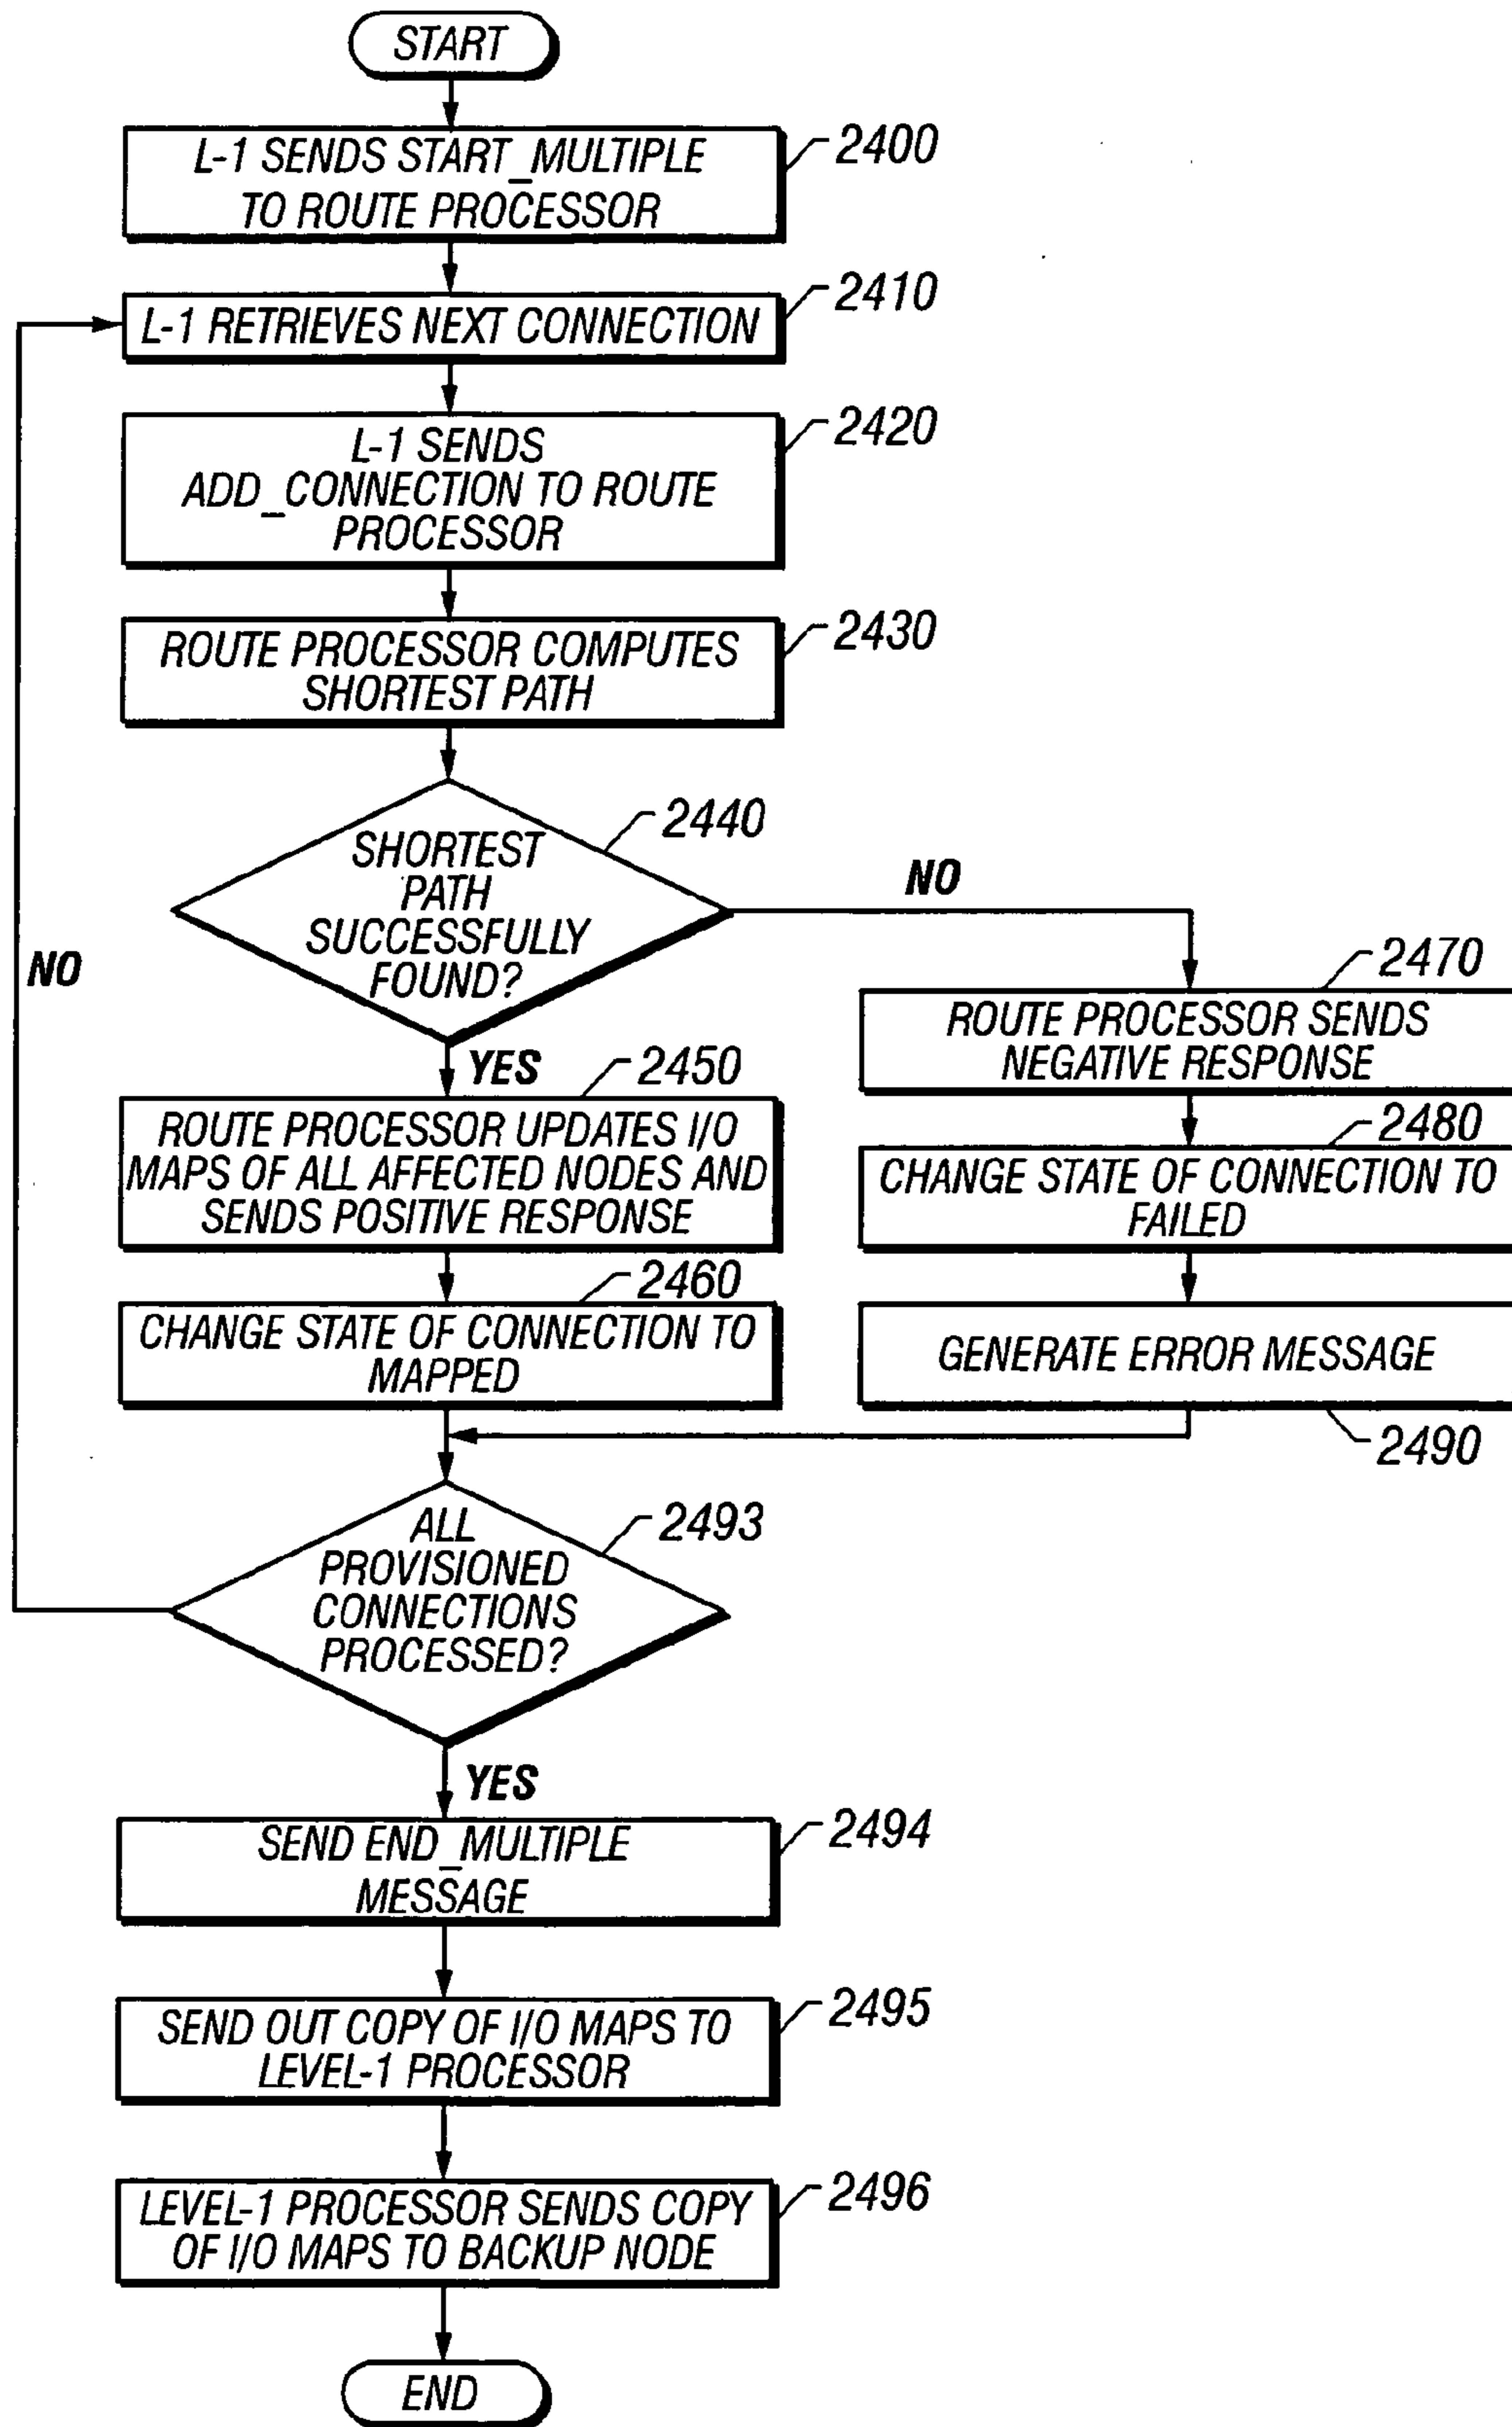 START
L-1 SENDS START_MULTIPLE
TO ROUTE PROCESSOR
2400
L-1 RETRIEVES NEXT CONNECTION
2410
L-1 SENDS
ADD_CONNECTION TO ROUTE
PROCESSOR
2420
ROUTE PROCESSOR COMPUTES
SHORTEST PATH
2430
SHORTEST
PATH
SUCCESSFULLY
FOUND?
2440
NO
NO
YES
ROUTE PROCESSOR UPDATES I/O
MAPS OF ALL AFFECTED NODES AND
SENDS POSITIVE RESPONSE
2450
CHANGE STATE OF CONNECTION TO
MAPPED
2460
ROUTE PROCESSOR SENDS
NEGATIVE RESPONSE
2470
CHANGE STATE OF CONNECTION TO
FAILED
2480
GENERATE ERROR MESSAGE
2490
ALL
PROVISIONED
CONNECTIONS
PROCESSED?
2493
YES
SEND END_MULTIPLE
MESSAGE
2494
SEND OUT COPY OF I/O MAPS TO
LEVEL-1 PROCESSOR
2495
LEVEL-1 PROCESSOR SENDS COPY
OF I/O MAPS TO BACKUP NODE
2496
END